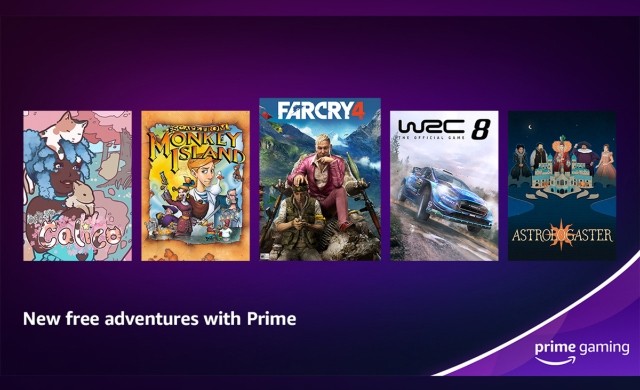 Calico
ESCAPE FROM
MONKEY
ISLAND
FARCRY4
WRC 8
THE OFFICIAL GAME
ASTROLOGASTER
New free adventures with Prime
prime gaming